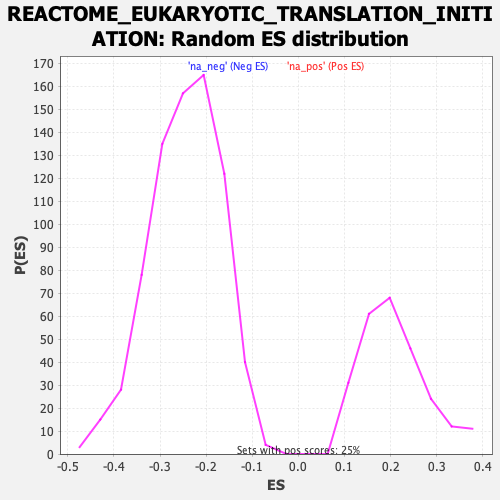 REACTOME_EUKARYOTIC_TRANSLATION_INITI
ATION: Random ES distribution
'na_neg' (Neg ES) 'na_pos' (Pos ES)
170
160
150
140
130
120
110
100
90
80
70
60
50
40
30
20
10
0
P(ES)
Sets with pos scores: 25%
-0.5 -0.4 -0.3 -0.2 -0.1 0.0 0.1 0.2 0.3 0.4
ES